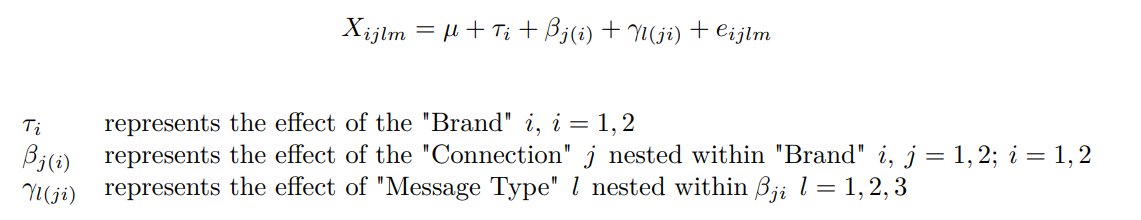 X_{ijlm} = μ + τ_i + β_{j(i)} + γ_{l(ji)} + e_{ijlm}
τ_i represents the effect of the "Brand" i, i = 1, 2
β_{j(i)} represents the effect of the "Connection" j nested within "Brand" i, j = 1, 2; i = 1, 2
γ_{l(ji)} represents the effect of "Message Type" l nested within β_{ji} l = 1, 2, 3